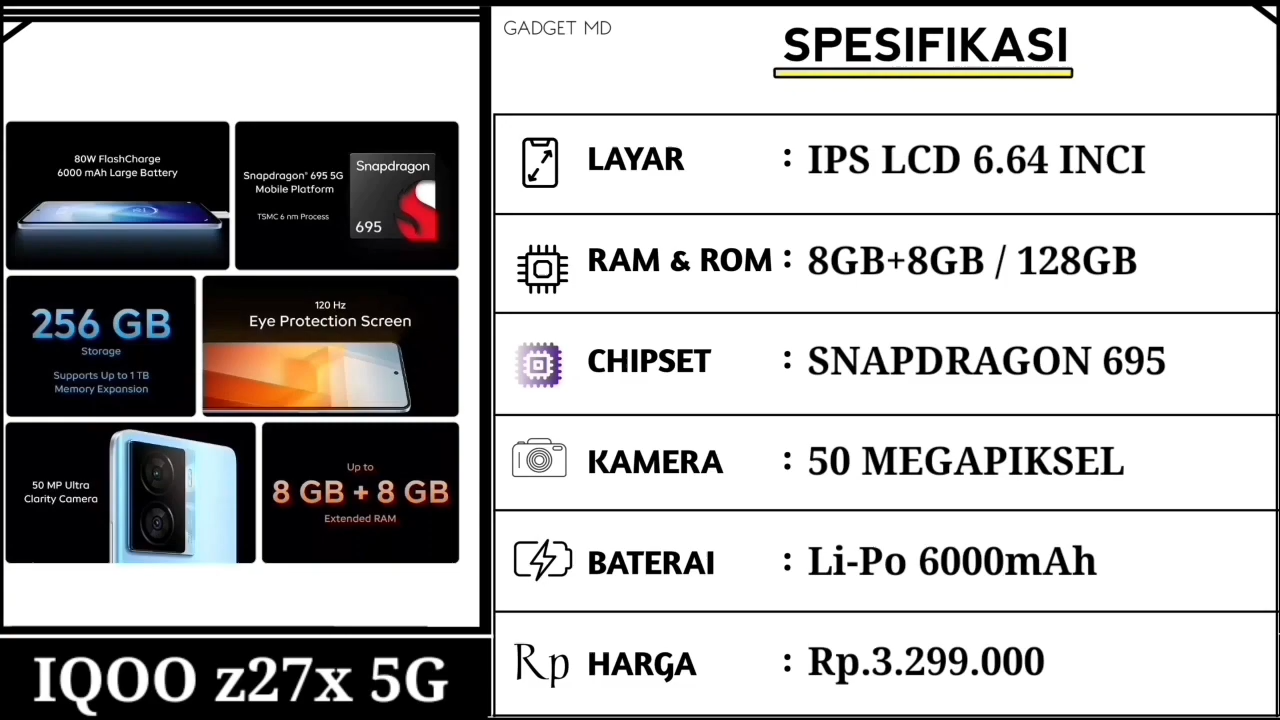 80W FlashCharge
6000 mAh Large Battery
Snapdragon® 695 5G
Mobile Platform
TSMC 6 nm Process
Snapdragon
695
256 GB
Storage
Supports Up to 1 TB
Memory Expansion
120 Hz
Eye Protection Screen
50 MP Ultra
Clarity Camera
Up to
8 GB + 8 GB
Extended RAM
IQOO z27x 5G
GADGET MD
SPESIFIKASI
LAYAR : IPS LCD 6.64 INCI
RAM & ROM : 8GB+8GB / 128GB
CHIPSET : SNAPDRAGON 695
KAMERA : 50 MEGAPIKSEL
BATERAI : Li-Po 6000mAh
Rp HARGA : Rp.3.299.000